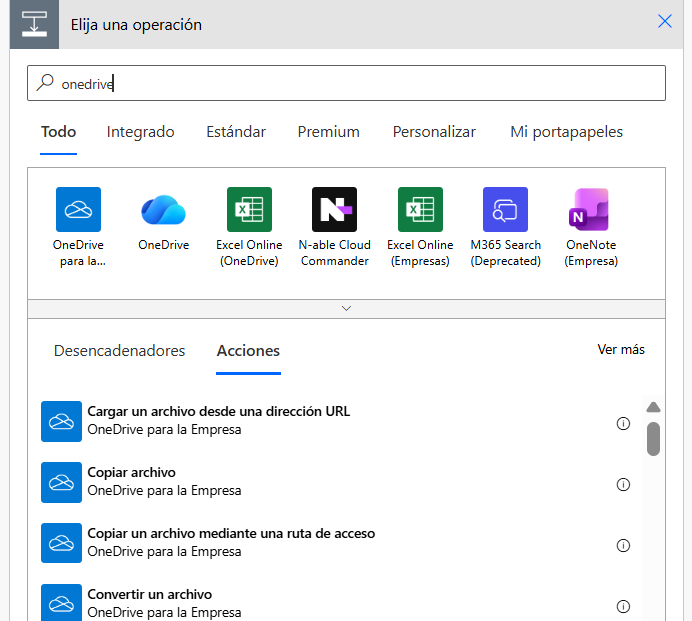 Elija una operación
onedrive
Todo
Integrado
Estándar
Premium
Personalizar
Mi portapapeles
OneDrive
para la...
OneDrive
Excel Online
(OneDrive)
N-able Cloud
Commander
Excel Online
(Empresas)
M365 Search
(Deprecated)
OneNote
(Empresa)
Desencadenadores
Acciones
Ver más
Cargar un archivo desde una dirección URL
OneDrive para la Empresa
Copiar archivo
OneDrive para la Empresa
Copiar un archivo mediante una ruta de acceso
OneDrive para la Empresa
Convertir un archivo
OneDrive para la Empresa